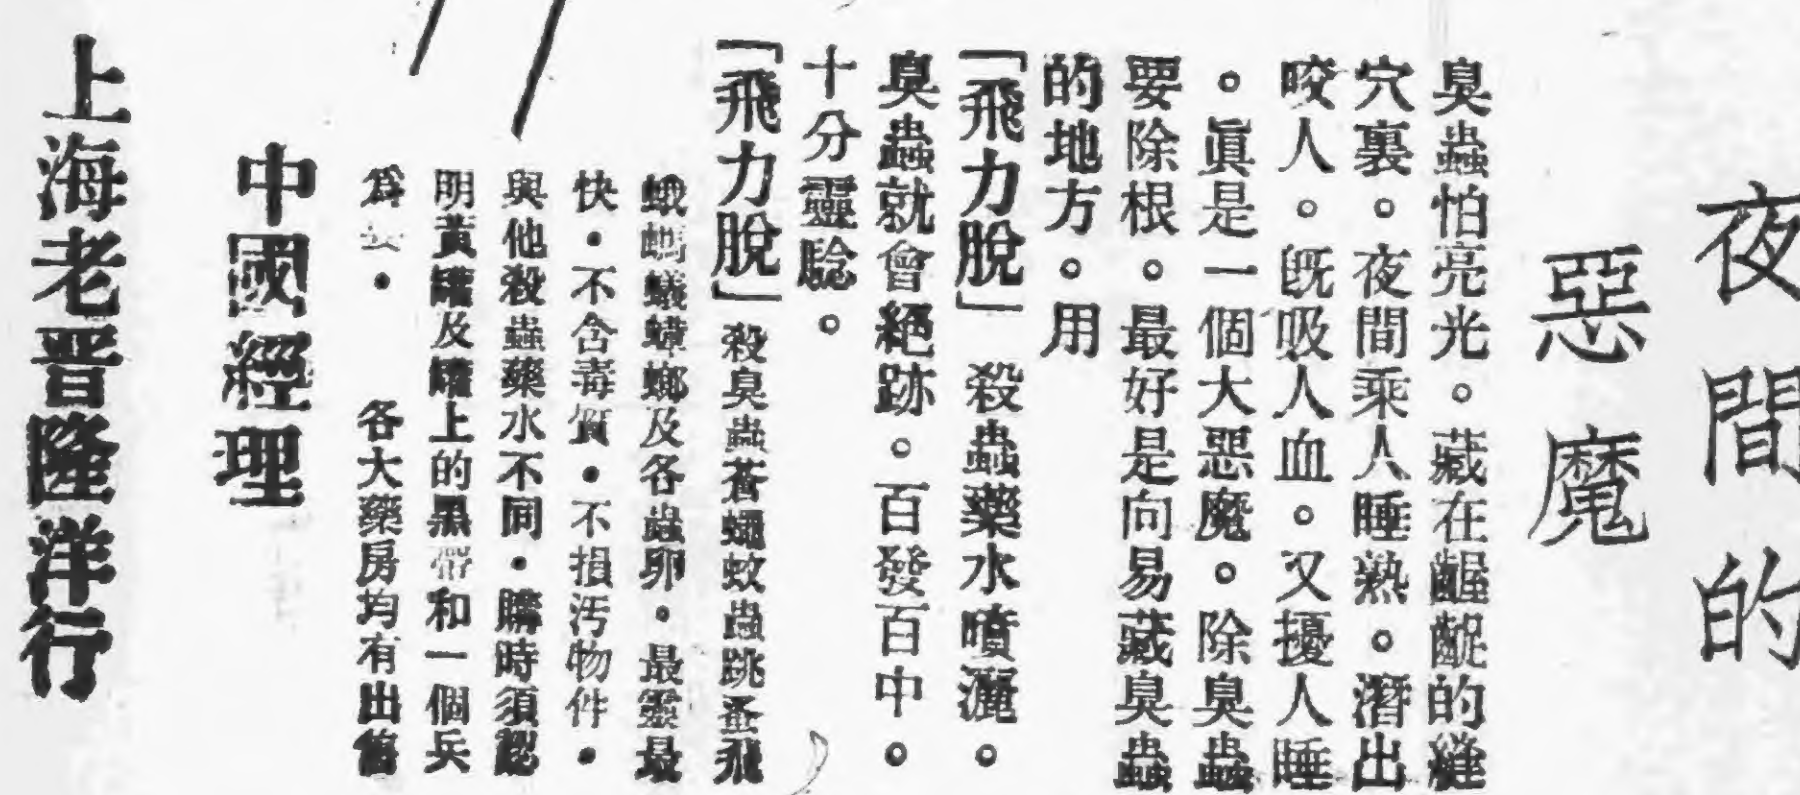 夜間的
惡魔
臭蟲怕亮光。藏在齷齪的縫
穴裏。夜間乘人睡熟。潛出
咬人。既吸人血。又擾人睡
。眞是一個大惡魔。除臭蟲
要除根。最好是向易藏臭蟲
的地方。用
「飛力脫」殺蟲藥水噴灑。
臭蟲就會絕跡。百發百中。
十分靈驗。
「飛力脫」殺臭蟲蒼蠅蚊蟲跳蚤飛
蛾螞蟻蟑螂及各蟲卵。最靈最
快．不含毒質．不損汚物件．
與他殺蟲藥水不同．購時須認
明黃罐及罐上的黑帶和一個兵
爲　．　各大藥房均有出售
中國經理
上海老晋隆洋行